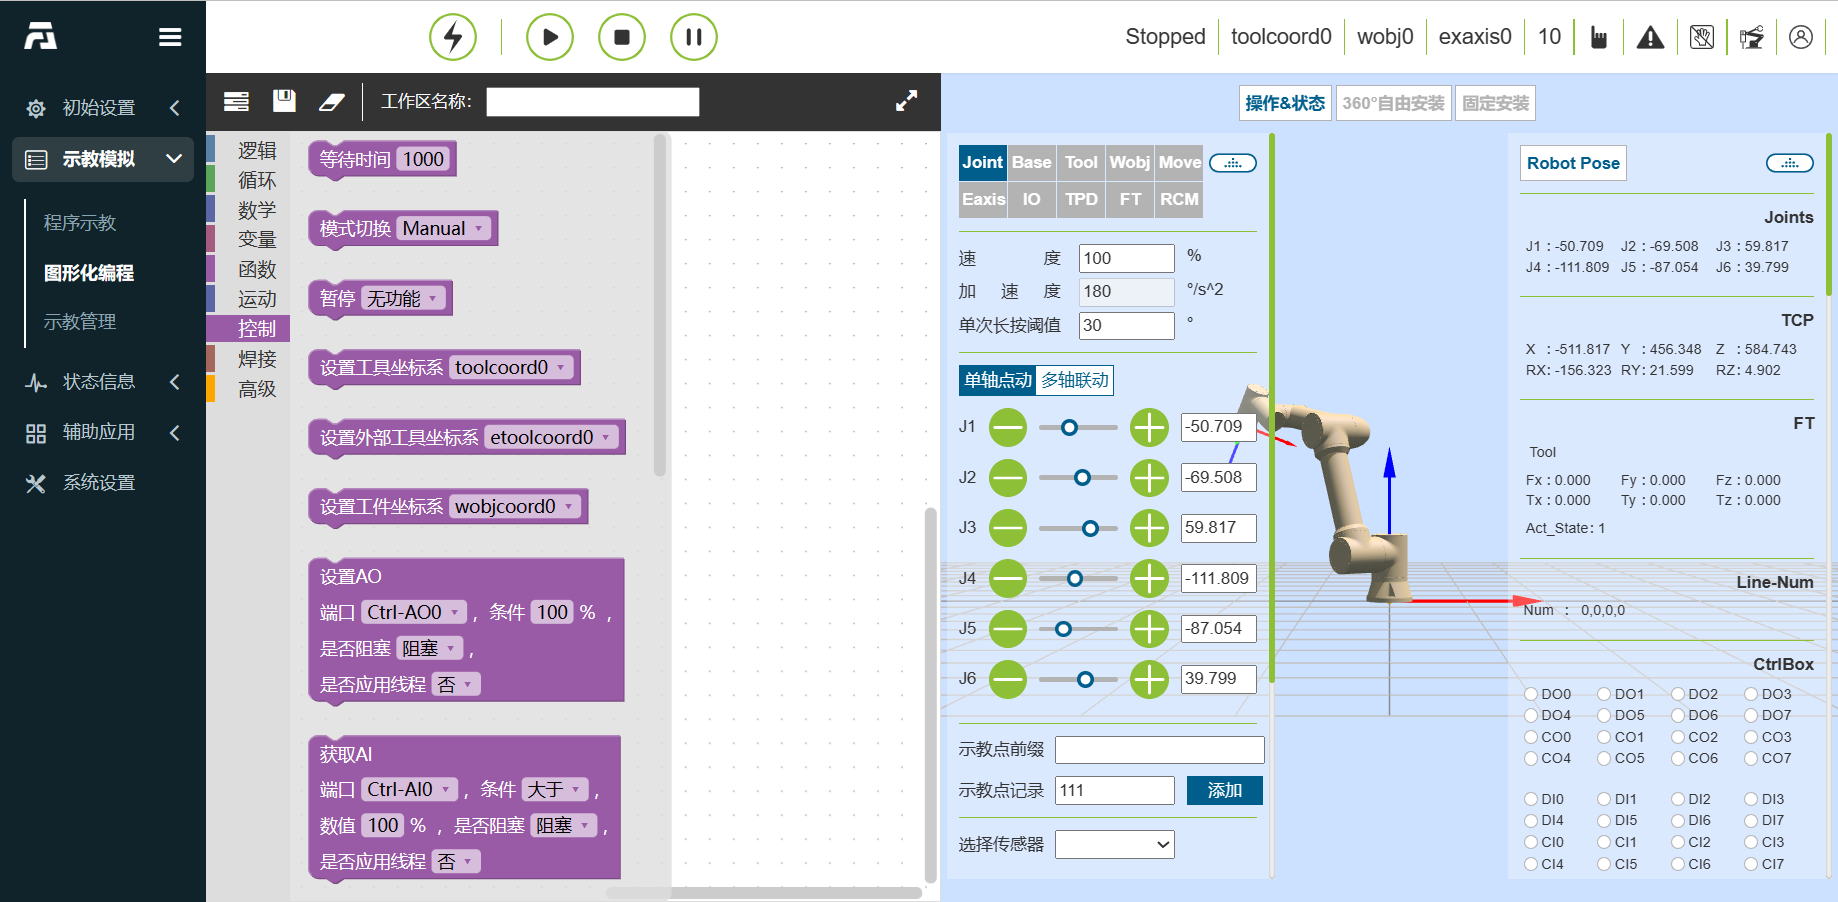 Stopped
toolcoord0
wobj0
exaxis0
10
初始设置
示教模拟
程序示教
图形化编程
示教管理
状态信息
辅助应用
系统设置
工作区名称:
逻辑
循环
数学
变量
函数
运动
控制
焊接
高级
等待时间 1000
模式切换 Manual
暂停 无功能
设置工具坐标系 toolcoord0
设置外部工具坐标系 etoolcoord0
设置工件坐标系 wobjcoord0
设置AO
端口 Ctrl-AO0 , 条件 100 % ,
是否阻塞 阻塞 ,
是否应用线程 否
获取AI
端口 Ctrl-AI0 , 条件 大于 ,
数值 100 % , 是否阻塞 阻塞 ,
是否应用线程 否
操作&状态 360°自由安装 固定安装
Joint Base Tool Wobj Move
Eaxis IO TPD FT RCM
速度 100 %
加速度 180 °/s^2
单次长按阈值 30 °
单轴点动 多轴联动
J1 -50.709
J2 -69.508
J3 59.817
J4 -111.809
J5 -87.054
J6 39.799
示教点前缀
示教点记录 111 添加
选择传感器
Robot Pose
Joints
J1 : -50.709 J2 : -69.508 J3 : 59.817
J4 : -111.809 J5 : -87.054 J6 : 39.799
TCP
X : -511.817 Y : 456.348 Z : 584.743
RX: -156.323 RY: 21.599 RZ: 4.902
FT
Tool
Fx : 0.000 Fy : 0.000 Fz : 0.000
Tx : 0.000 Ty : 0.000 Tz : 0.000
Act_State: 1
Line-Num
Num : 0,0,0,0
CtrlBox
DO0 DO1 DO2 DO3
DO4 DO5 DO6 DO7
CO0 CO1 CO2 CO3
CO4 CO5 CO6 CO7
DI0 DI1 DI2 DI3
DI4 DI5 DI6 DI7
CI0 CI1 CI2 CI3
CI4 CI5 CI6 CI7